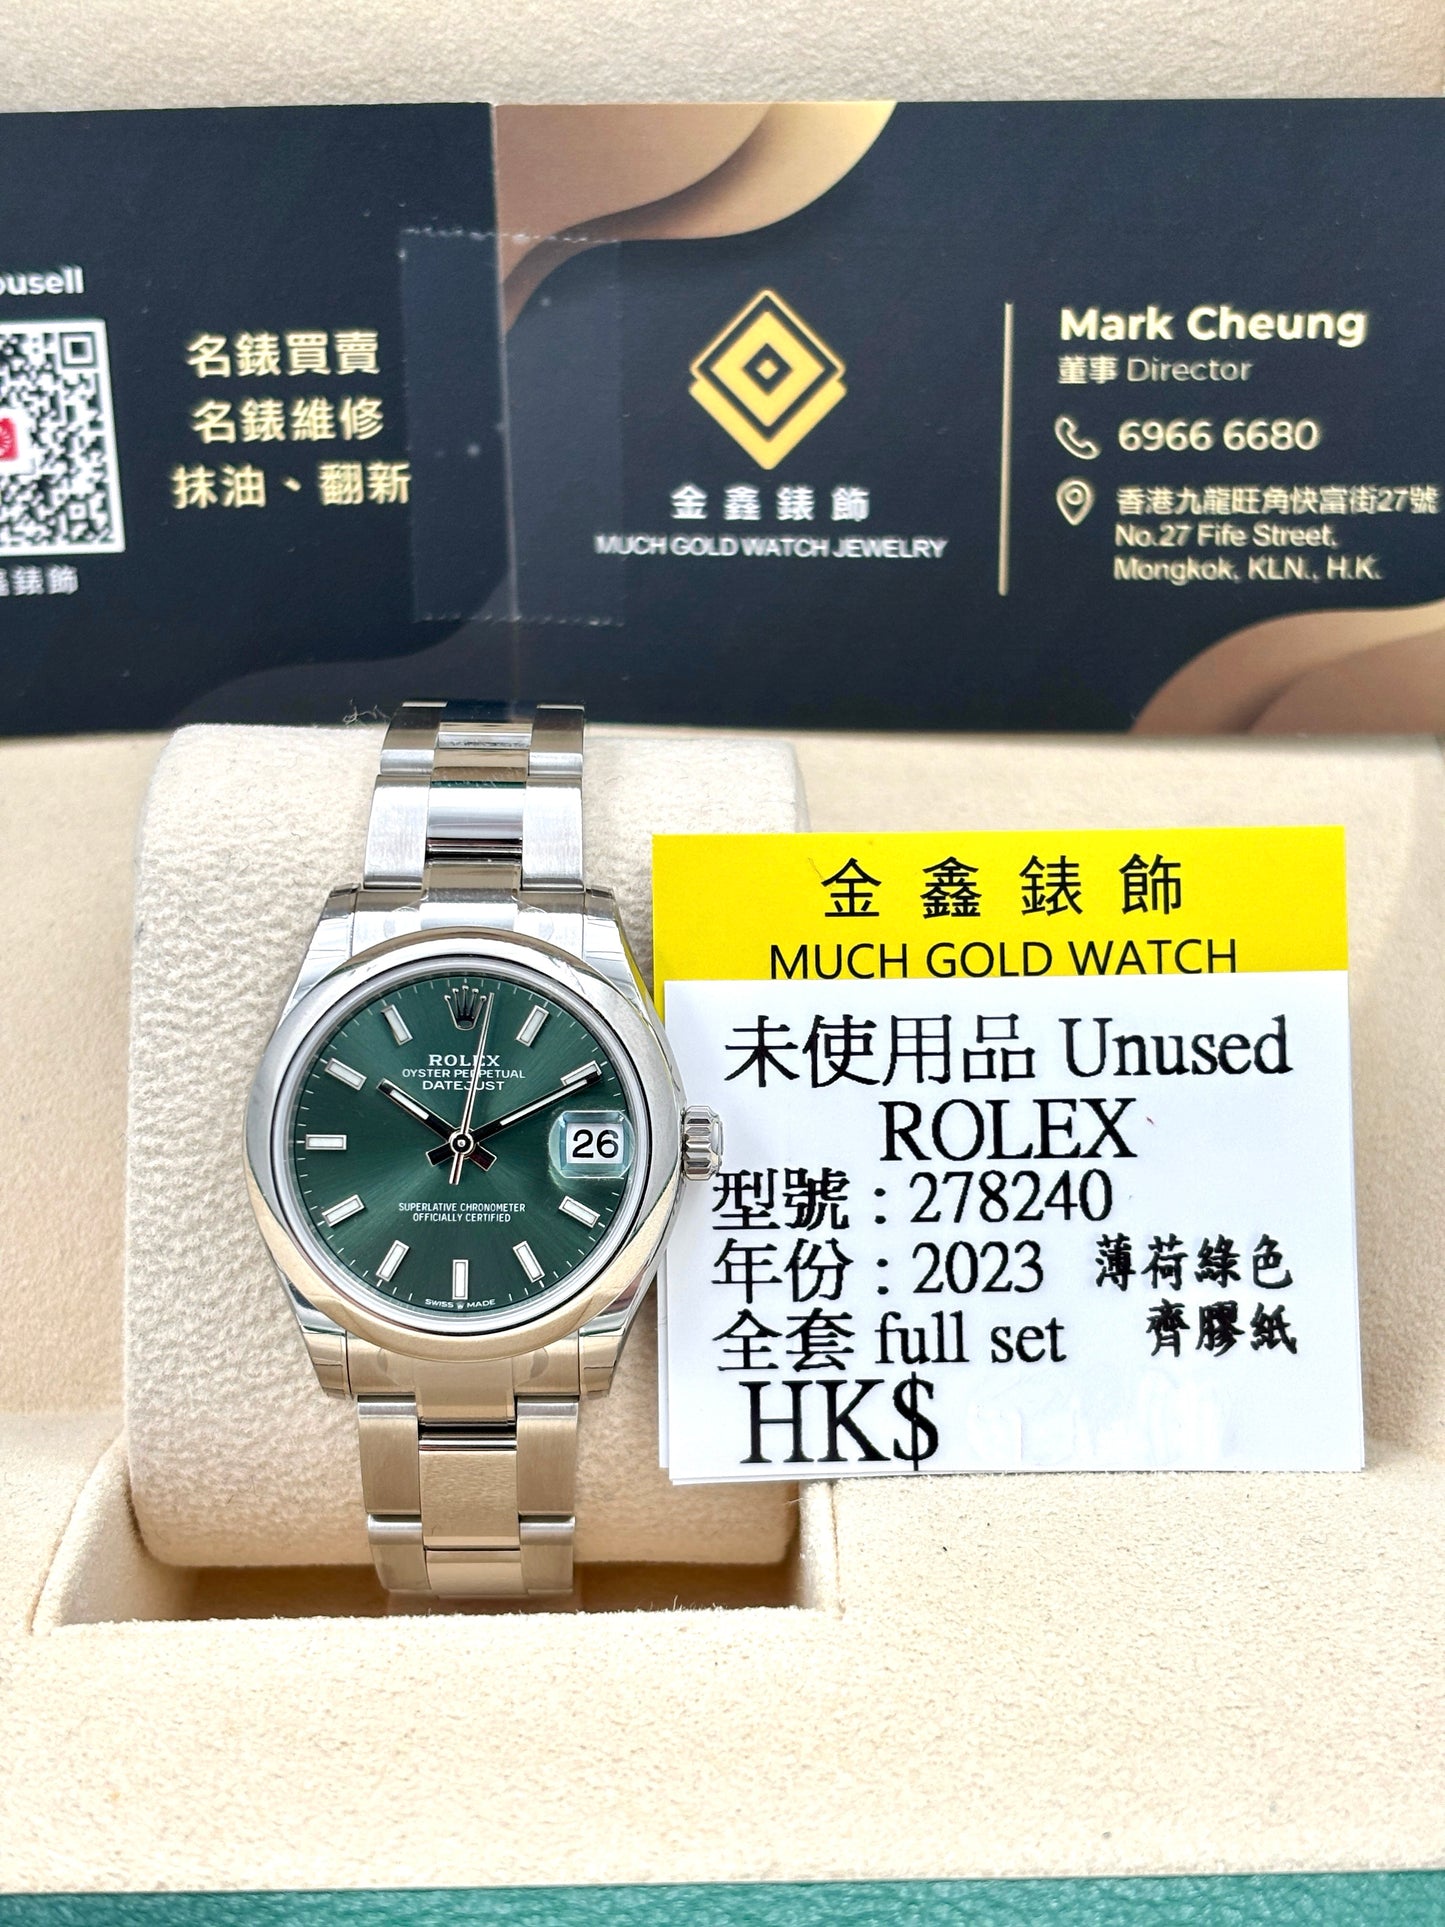 ousell
名錶買賣
名錶維修
抹油、翻新
錶飾
金鑫錶飾
MUCH GOLD WATCH JEWELRY
Mark Cheung
董事 Director
6966 6680
香港九龍旺角快富街27號
No.27 Fife Street,
Mongkok, KLN., H.K.
金鑫錶飾
MUCH GOLD WATCH
未使用品 Unused
ROLEX
型號：278240
年份：2023 薄荷綠色
全套 full set 齊膠紙
HK$
ROLEX
OYSTER PERPETUAL
DATEJUST
26
SUPERLATIVE CHRONOMETER
OFFICIALLY CERTIFIED
SWISS MADE